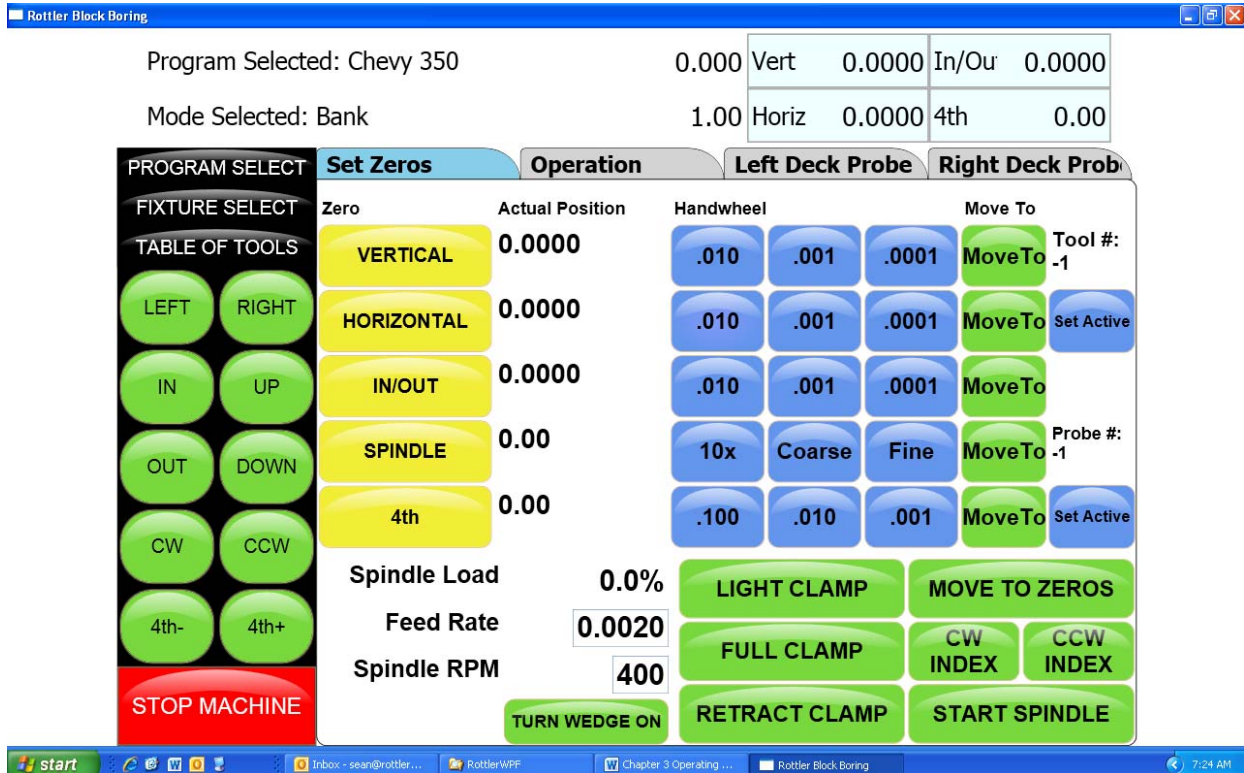 Rottler Block Boring
Program Selected: Chevy 350 0.000 Vert 0.0000 In/Ou 0.0000
Mode Selected: Bank 1.00 Horiz 0.0000 4th 0.00
PROGRAM SELECT
FIXTURE SELECT
TABLE OF TOOLS
LEFT RIGHT
IN UP
OUT DOWN
CW CCW
4th- 4th+
STOP MACHINE
Set Zeros Operation Left Deck Probe Right Deck Prob
Zero Actual Position Handwheel Move To
VERTICAL 0.0000 .010 .001 .0001 MoveTo Tool #: -1
HORIZONTAL 0.0000 .010 .001 .0001 MoveTo Set Active
IN/OUT 0.0000 .010 .001 .0001 MoveTo
SPINDLE 0.00 10x Coarse Fine MoveTo Probe #: -1
4th 0.00 .100 .010 .001 MoveTo Set Active
Spindle Load 0.0% LIGHT CLAMP MOVE TO ZEROS
Feed Rate 0.0020 FULL CLAMP CW INDEX CCW INDEX
Spindle RPM 400
TURN WEDGE ON RETRACT CLAMP START SPINDLE
start Inbox - sean@rottler... RottlerWPF Chapter 3 Operating ... Rottler Block Boring 7:24 AM